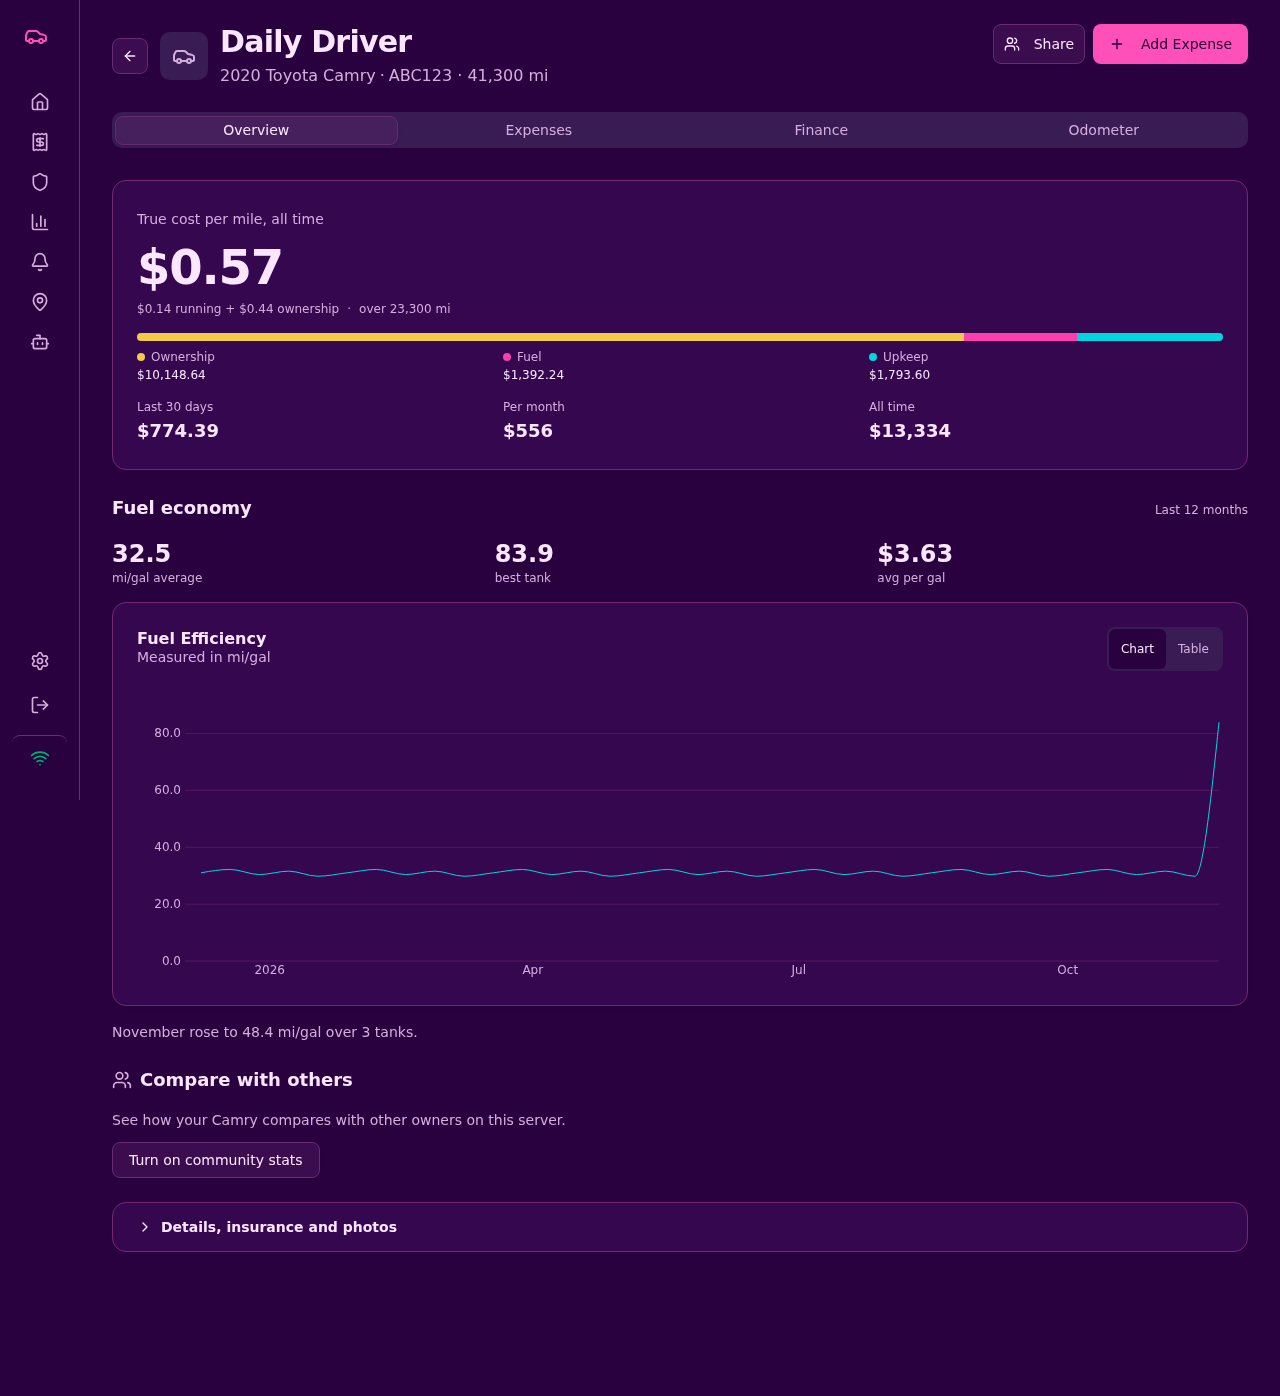 Daily Driver
2020 Toyota Camry · ABC123 · 41,300 mi
Share
Add Expense
Overview
Expenses
Finance
Odometer
True cost per mile, all time
$0.57
$0.14 running + $0.44 ownership · over 23,300 mi
Ownership
$10,148.64
Fuel
$1,392.24
Upkeep
$1,793.60
Last 30 days
$774.39
Per month
$556
All time
$13,334
Fuel economy
Last 12 months
32.5
mi/gal average
83.9
best tank
$3.63
avg per gal
Fuel Efficiency
Measured in mi/gal
Chart
Table
80.0
60.0
40.0
20.0
0.0
2026
Apr
Jul
Oct
November rose to 48.4 mi/gal over 3 tanks.
Compare with others
See how your Camry compares with other owners on this server.
Turn on community stats
Details, insurance and photos